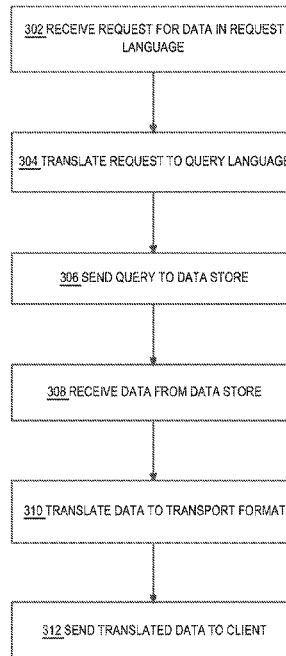 302 RECEIVE REQUEST FOR DATA IN REQUEST
LANGUAGE
304 TRANSLATE REQUEST TO QUERY LANGUAGE
306 SEND QUERY TO DATA STORE
308 RECEIVE DATA FROM DATA STORE
310 TRANSLATE DATA TO TRANSPORT FORMAT
312 SEND TRANSLATED DATA TO CLIENT